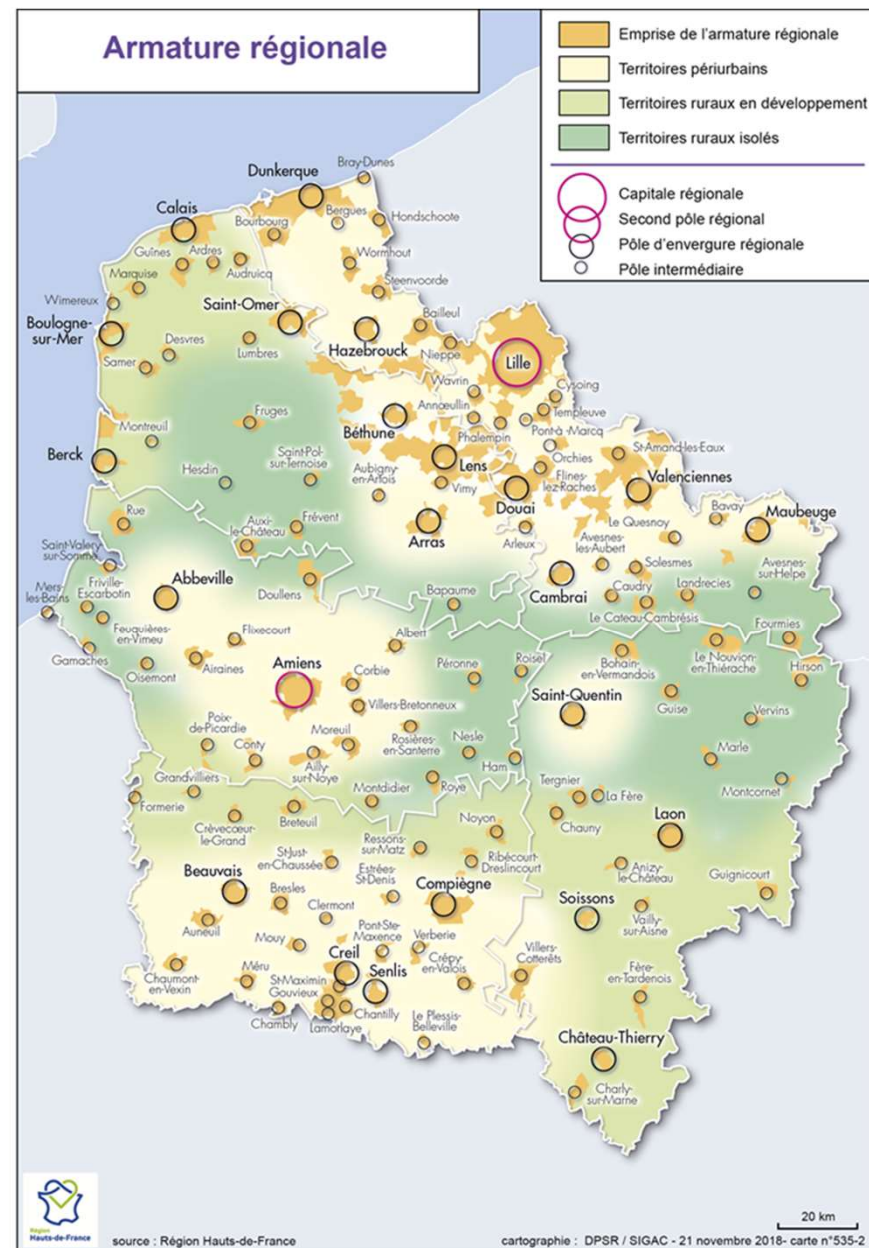 Armature régionale
Emprise de l'armature régionale
Territoires périurbains
Territoires ruraux en développement
Territoires ruraux isolés
Capitale régionale
Second pôle régional
Pôle d'envergure régionale
Pôle intermédiaire
Bray-Dunes
Dunkerque
Calais
Bourbourg
Bergues
Hondschoote
Guînes
Ardres
Audruicq
Wormhout
Marquise
Steenvoorde
Wimereux
Saint-Omer
Bailleul
Boulogne-
sur-Mer
Desvres
Lumbres
Hazebrouck
Nieppe
Lille
Samer
Wavrin
Cysoing
Annœullin
Templeuve
Fruges
Béthune
Phalempin
Pont-à-Marcq
Montreuil
St-Amand-les-Eaux
Berck
Saint-Pol-
sur-Ternoise
Lens
Orchies
Hesdin
Aubigny-
en-Artois
Vimy
Flines-
lez-Raches
Valenciennes
Douai
Rue
Auxi-
le-Château
Frévent
Arras
Arleux
Le Quesnoy
Bavay
Maubeuge
Avesnes-
les-Aubert
Solesmes
Saint-Valery
sur-Somme
Abbeville
Doullens
Cambrai
Caudry
Landrecies
Avesnes-
sur-Helpe
Mers-
les-Bains
Friville-
Escarbotin
Bapaume
Le Cateau-Cambrésis
Fourmies
Feuquières-
en-Vimeu
Flixecourt
Albert
Gamaches
Oisemont
Airaines
Amiens
Corbie
Péronne
Roisel
Bohain-
en-Vermandois
Le Nouvion-
en-Thiérache
Hirson
Villers-Bretonneux
Saint-Quentin
Guise
Vervins
Poix-
de-Picardie
Conty
Moreuil
Rosières-
en-Santerre
Nesle
Marle
Ailly-
sur-Noye
Ham
Montcornet
Grandvilliers
Montdidier
Roye
Tergnier
La Fère
Formerie
Crèvecœur-
le-Grand
Breteuil
Noyon
Chauny
Laon
Ressons-
sur-Matz
St-Just-
en-Chaussée
Ribécourt-
Dreslincourt
Anizy-
le-Château
Guignicourt
Beauvais
Estrées-
St-Denis
Compiègne
Bresles
Soissons
Vailly-
sur-Aisne
Clermont
Auneuil
Pont-Ste-
Maxence
Verberie
Mouy
Creil
Crépy-
en-Valois
Villers-
Cotterêts
Fère-
en-Tardenois
Chaumont-
en-Vexin
Méru
Senlis
St-Maximin
Gouvieux
Chantilly
Chambly
Lamorlaye
Le Plessis-
Belleville
Château-Thierry
Charly-
sur-Marne
Région
Hauts-de-France
20 km
source : Région Hauts-de-France
cartographie : DPSR / SIGAC - 21 novembre 2018- carte n°535-2